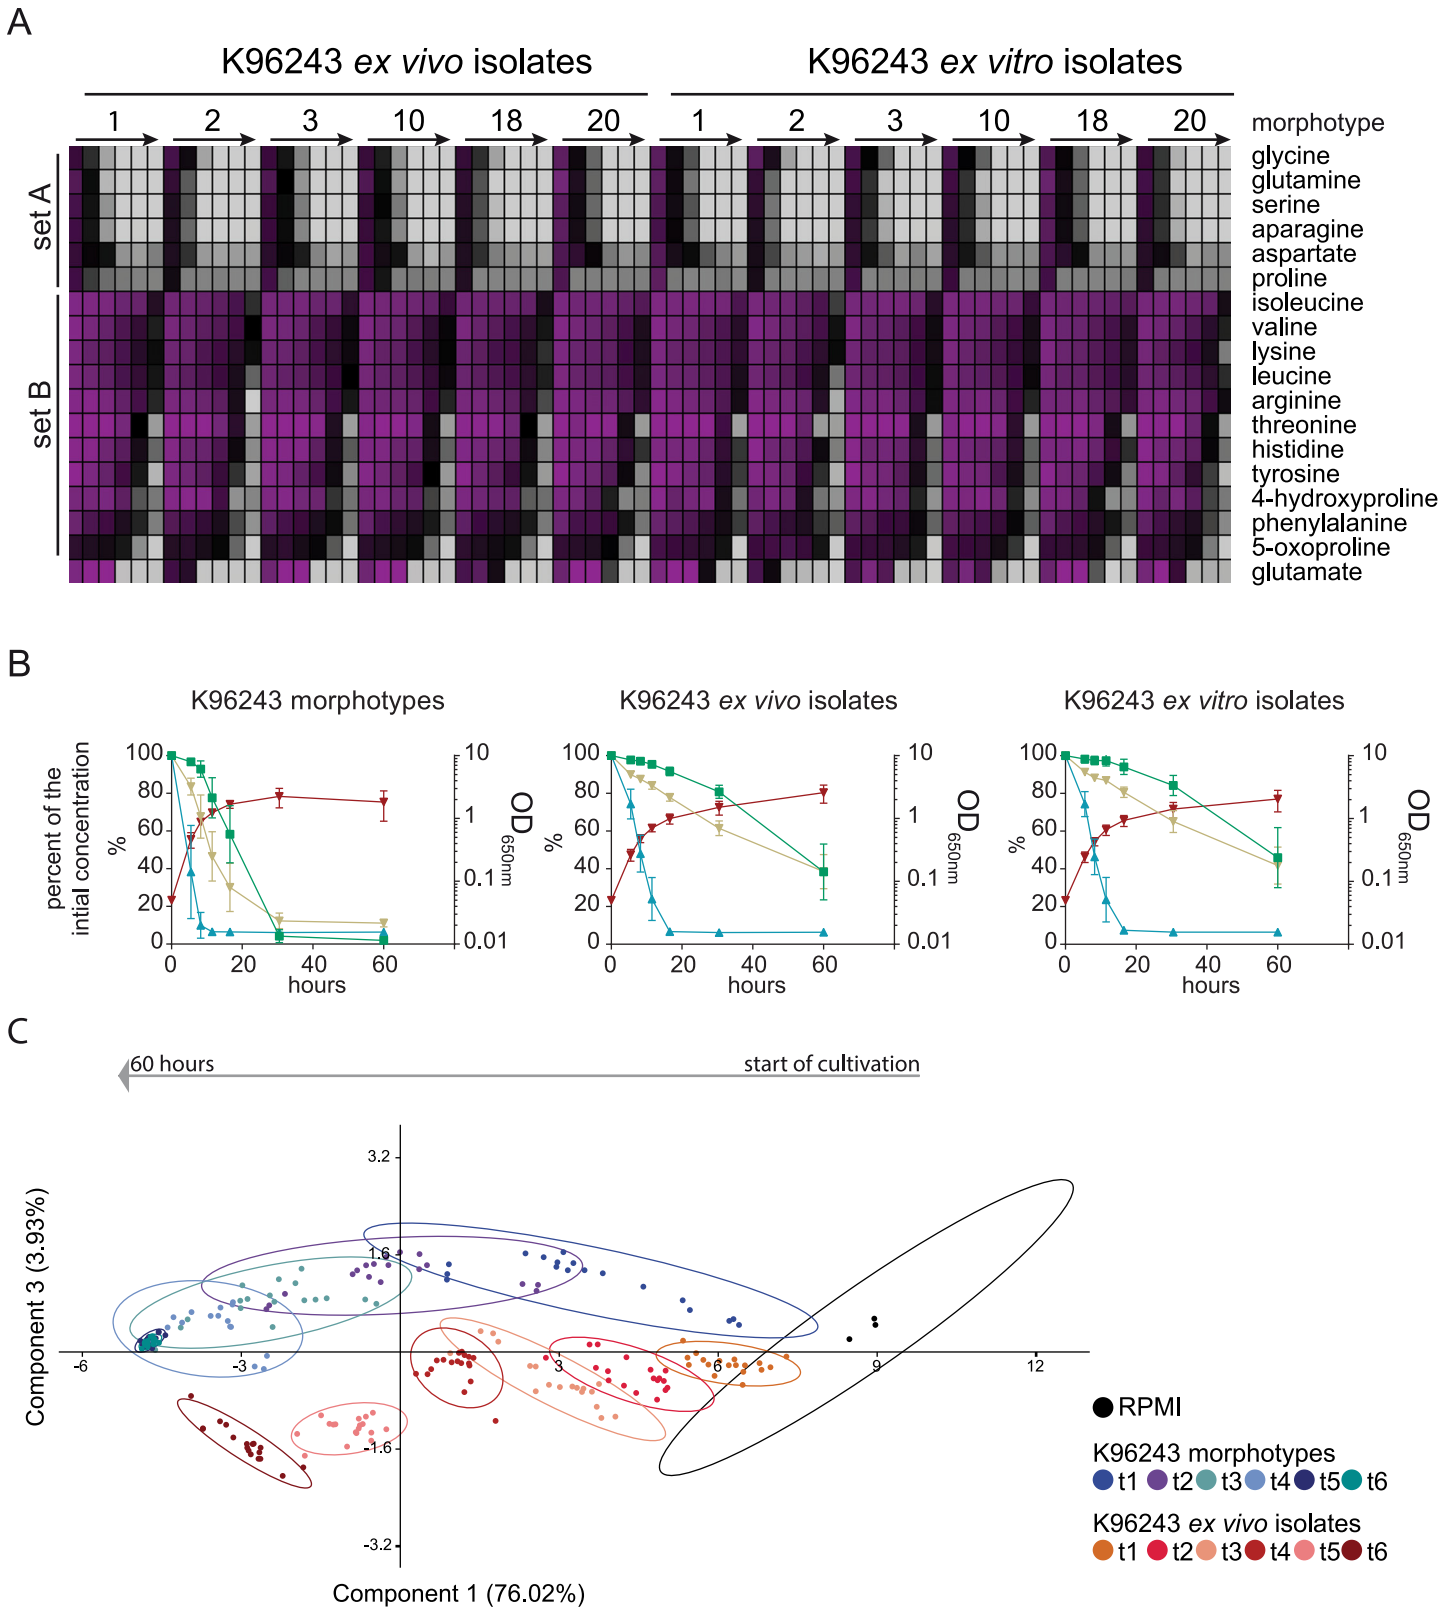 A
K96243 ex vivo isolates K96243 ex vitro isolates
1 2 3 10 18 20 1 2 3 10 18 20 morphotype
set A
glycine
glutamine
serine
aparagine
aspartate
proline
set B
isoleucine
valine
lysine
leucine
arginine
threonine
histidine
tyrosine
4-hydroxyproline
phenylalanine
5-oxoproline
glutamate
B
K96243 morphotypes
percent of the
intial concentration
%
100
80
60
40
20
0
10
1
0.1
0.01
OD650nm
0 20 40 60
hours
K96243 ex vivo isolates
%
100
80
60
40
20
0
10
1
0.1
0.01
OD650nm
0 20 40 60
hours
K96243 ex vitro isolates
%
100
80
60
40
20
0
10
1
0.1
0.01
OD650nm
0 20 40 60
hours
C
60 hours start of cultivation
Component 3 (3.93%)
3.2
1.6
-1.6
-3.2
-6 -3 3 6 9 12
Component 1 (76.02%)
RPMI
K96243 morphotypes
t1 t2 t3 t4 t5 t6
K96243 ex vivo isolates
t1 t2 t3 t4 t5 t6